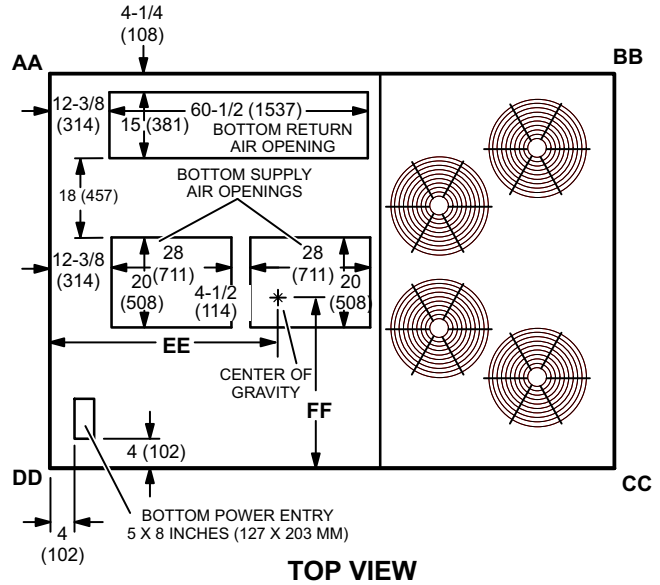 4-1/4
(108)
AA
BB
12-3/8
(314)
60-1/2 (1537)
15 (381)
BOTTOM RETURN
AIR OPENING
18 (457)
BOTTOM SUPPLY
AIR OPENINGS
12-3/8
(314)
28
(711)
20
(508)
4-1/2
(114)
28
(711)
20
(508)
EE
CENTER OF
GRAVITY
FF
4 (102)
DD
CC
4
(102)
BOTTOM POWER ENTRY
5 X 8 INCHES (127 X 203 MM)
TOP VIEW